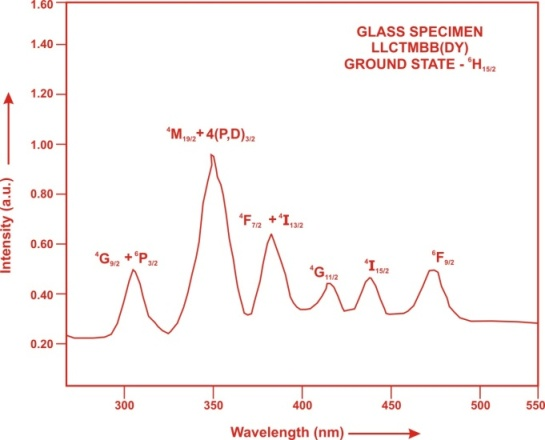 GLASS SPECIMEN
LLCTMBB(DY)
GROUND STATE - ⁶H₁₅/₂
1.60
1.40
1.20
1.00
0.80
0.60
0.40
0.20
Intensity (a.u.)
⁴G₉/₂ + ⁶P₃/₂
⁴M₁₉/₂ + 4(P,D)₃/₂
⁴F₇/₂ + ⁴I₁₃/₂
⁴G₁₁/₂
⁴I₁₅/₂
⁶F₉/₂
300 350 400 450 500 550
Wavelength (nm)